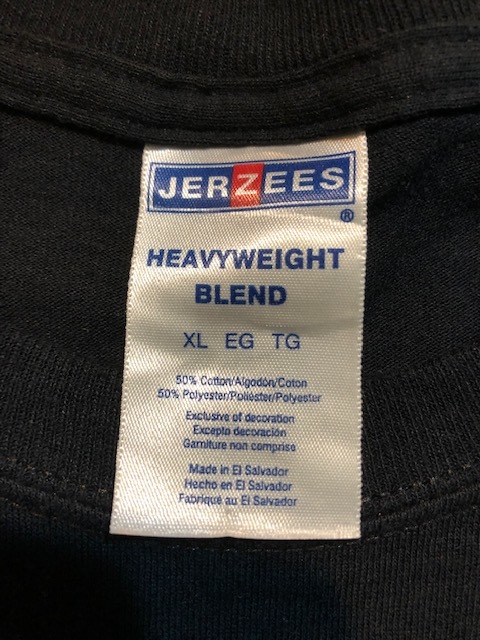 JERZEES
®
HEAVYWEIGHT
BLEND
XL EG TG
50% Cotton/Algodón/Coton
50% Polyester/Poliéster/Polyester
Exclusive of decoration
Excepto decoración
Garniture non comprise
Made in El Salvador
Hecho en El Salvador
Fabriqué au El Salvador